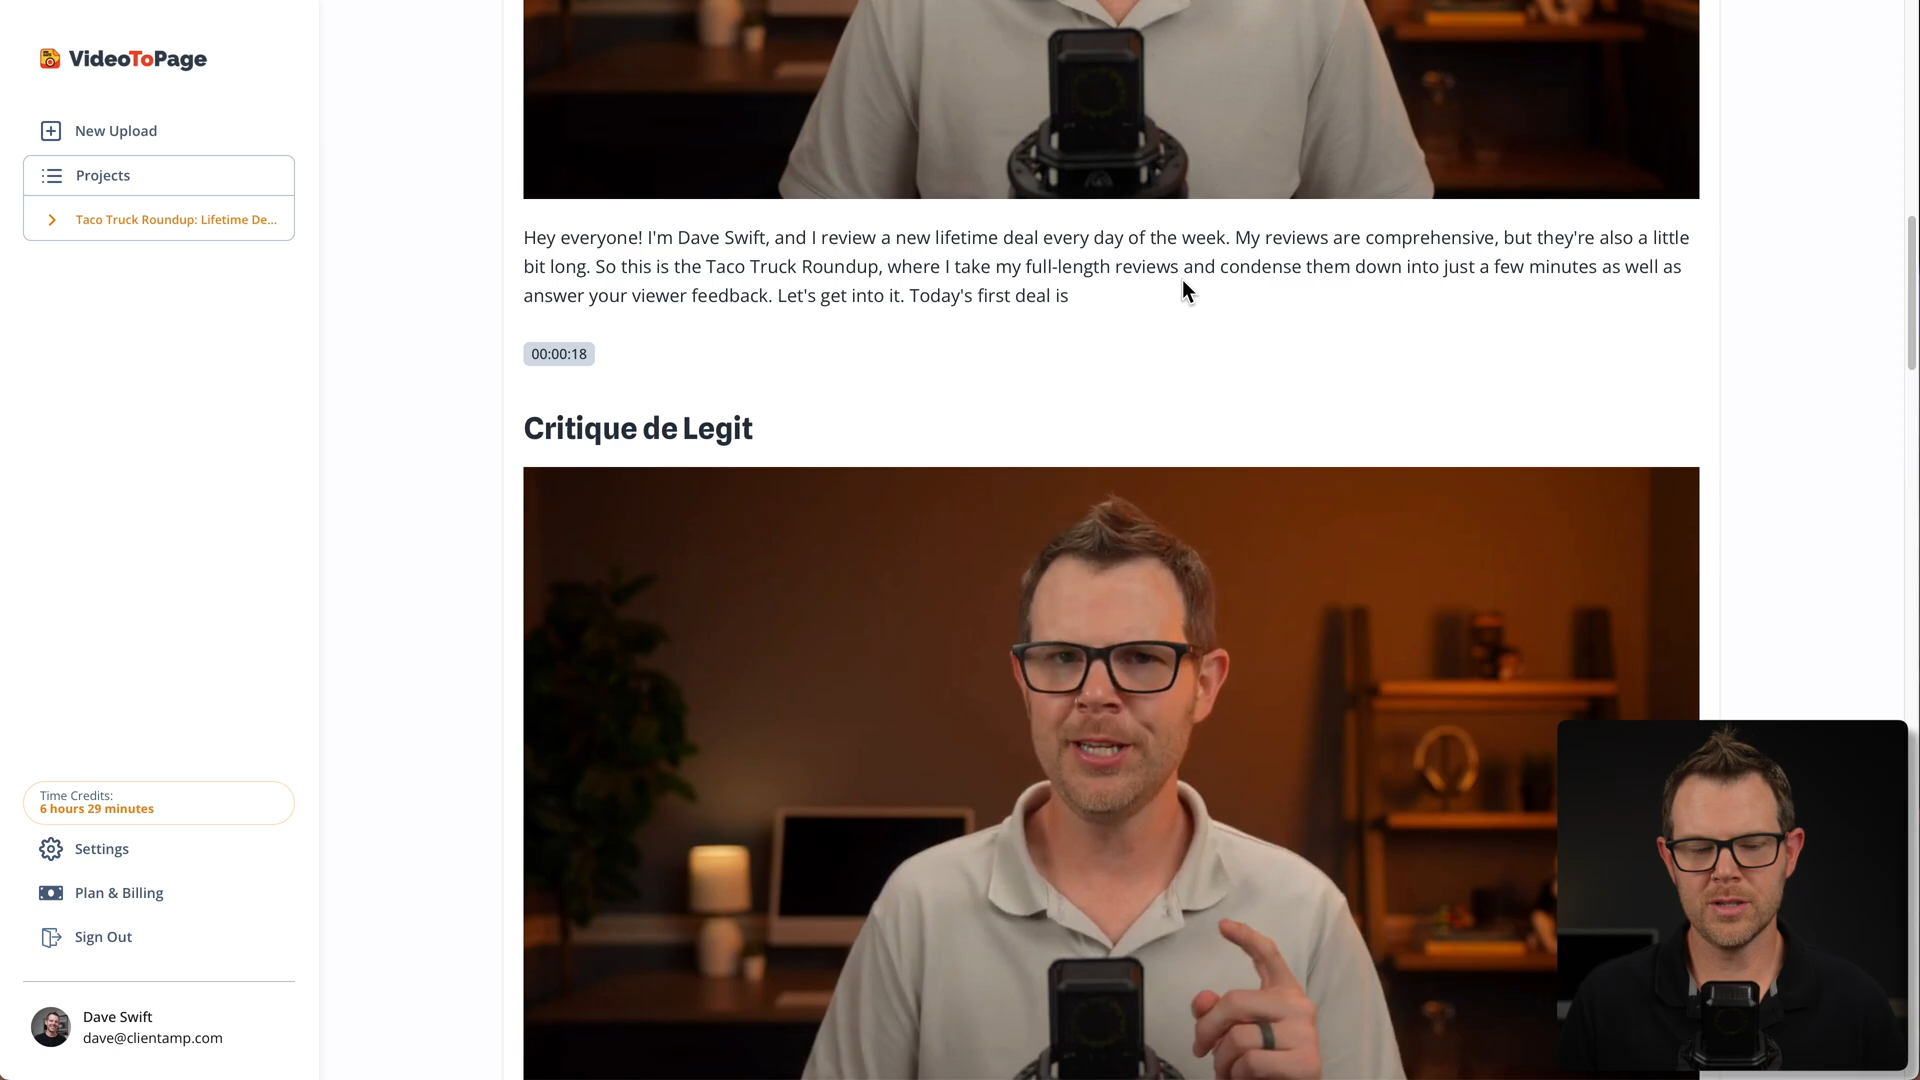 VideoToPage
New Upload
Projects
Taco Truck Roundup: Lifetime De...
Time Credits:
6 hours 29 minutes
Settings
Plan & Billing
Sign Out
Dave Swift
dave@clientamp.com
Hey everyone! I'm Dave Swift, and I review a new lifetime deal every day of the week. My reviews are comprehensive, but they're also a little
bit long. So this is the Taco Truck Roundup, where I take my full-length reviews and condense them down into just a few minutes as well as
answer your viewer feedback. Let's get into it. Today's first deal is
00:00:18
Critique de Legit